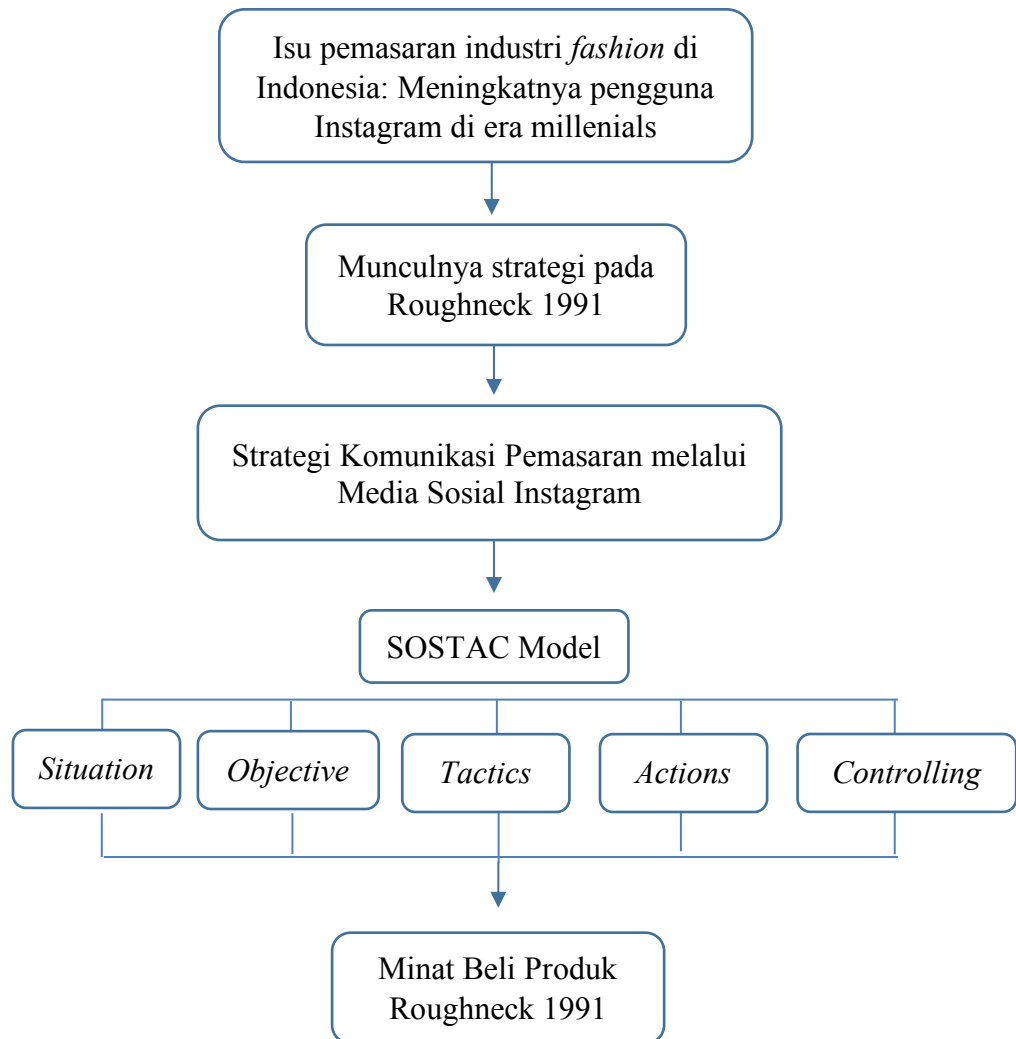 Isu pemasaran industri fashion di
Indonesia: Meningkatnya pengguna
Instagram di era millenials
Munculnya strategi pada
Roughneck 1991
Strategi Komunikasi Pemasaran melalui
Media Sosial Instagram
SOSTAC Model
Situation
Objective
Tactics
Actions
Controlling
Minat Beli Produk
Roughneck 1991